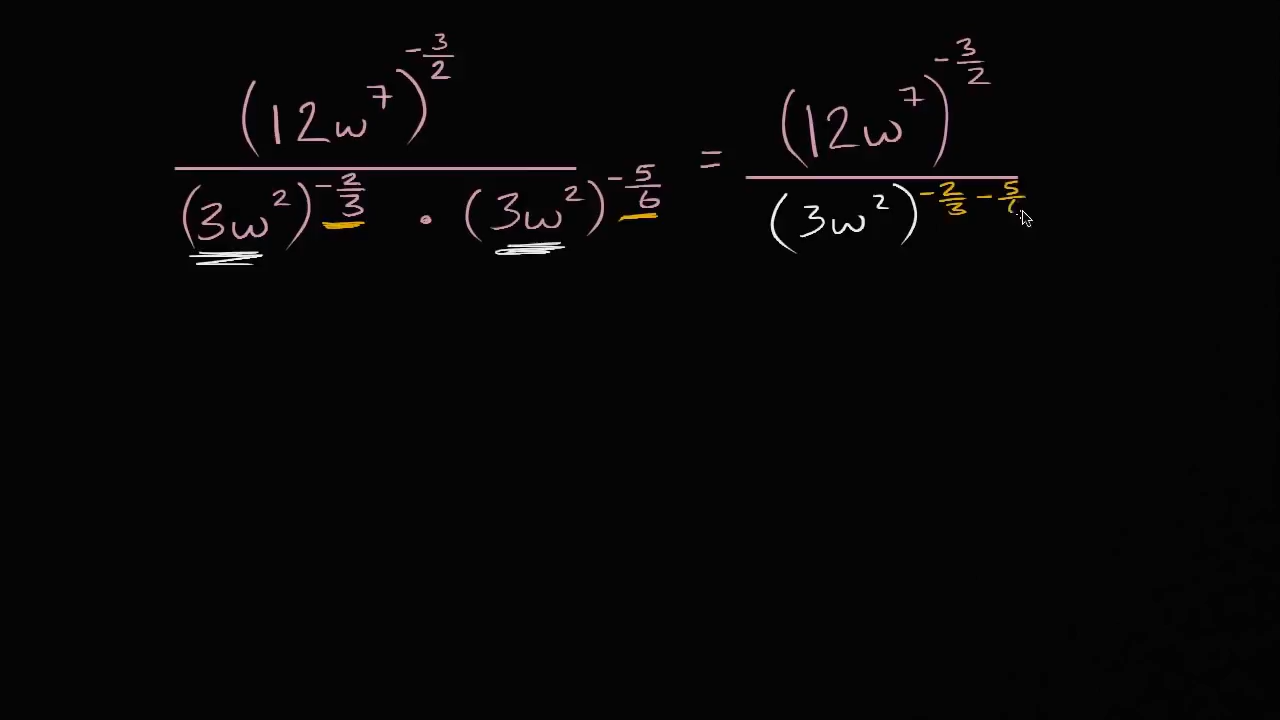 (12w^7)^(-3/2) / ((3w^2)^(-2/3) · (3w^2)^(-5/6)) = (12w^7)^(-3/2) / (3w^2)^(-2/3 - 5/